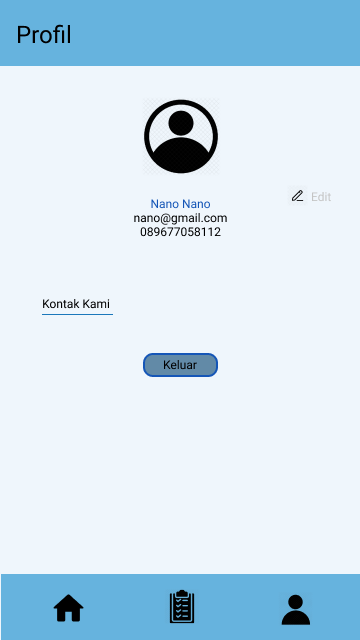 Profil
Nano Nano
nano@gmail.com
089677058112
Edit
Kontak Kami
Keluar